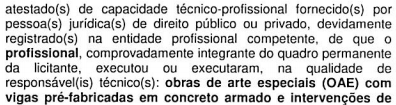 atestado(s) de capacidade técnico-profissional fornecido(s) por
pessoa(s) jurídica(s) de direito público ou privado, devidamente
registrado(s) na entidade profissional competente, de que o
profissional, comprovadamente integrante do quadro permanente
da licitante, executou ou executaram, na qualidade de
responsável(is) técnico(s): obras de arte especiais (OAE) com
vigas pré-fabricadas em concreto armado e intervenções de